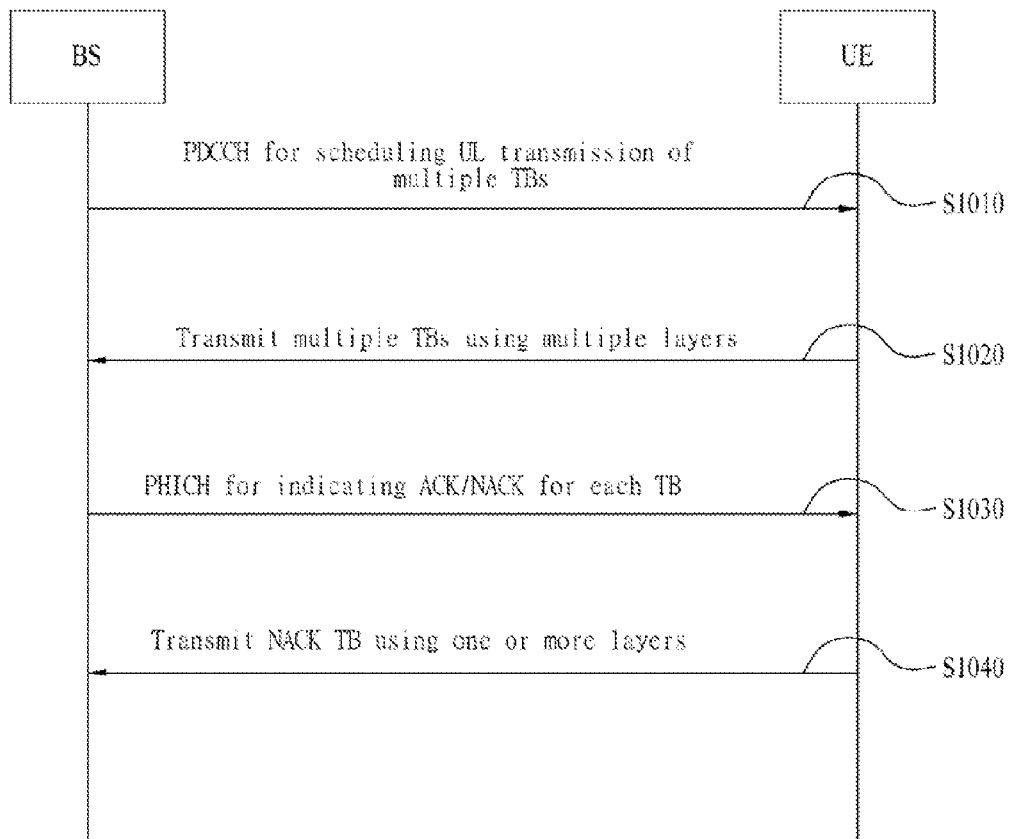 BS
UE
PDCCH for scheduling UL transmission of
multiple TBs
S1010
Transmit multiple TBs using multiple layers
S1020
PHICH for indicating ACK/NACK for each TB
S1030
Transmit NACK TB using one or more layers
S1040